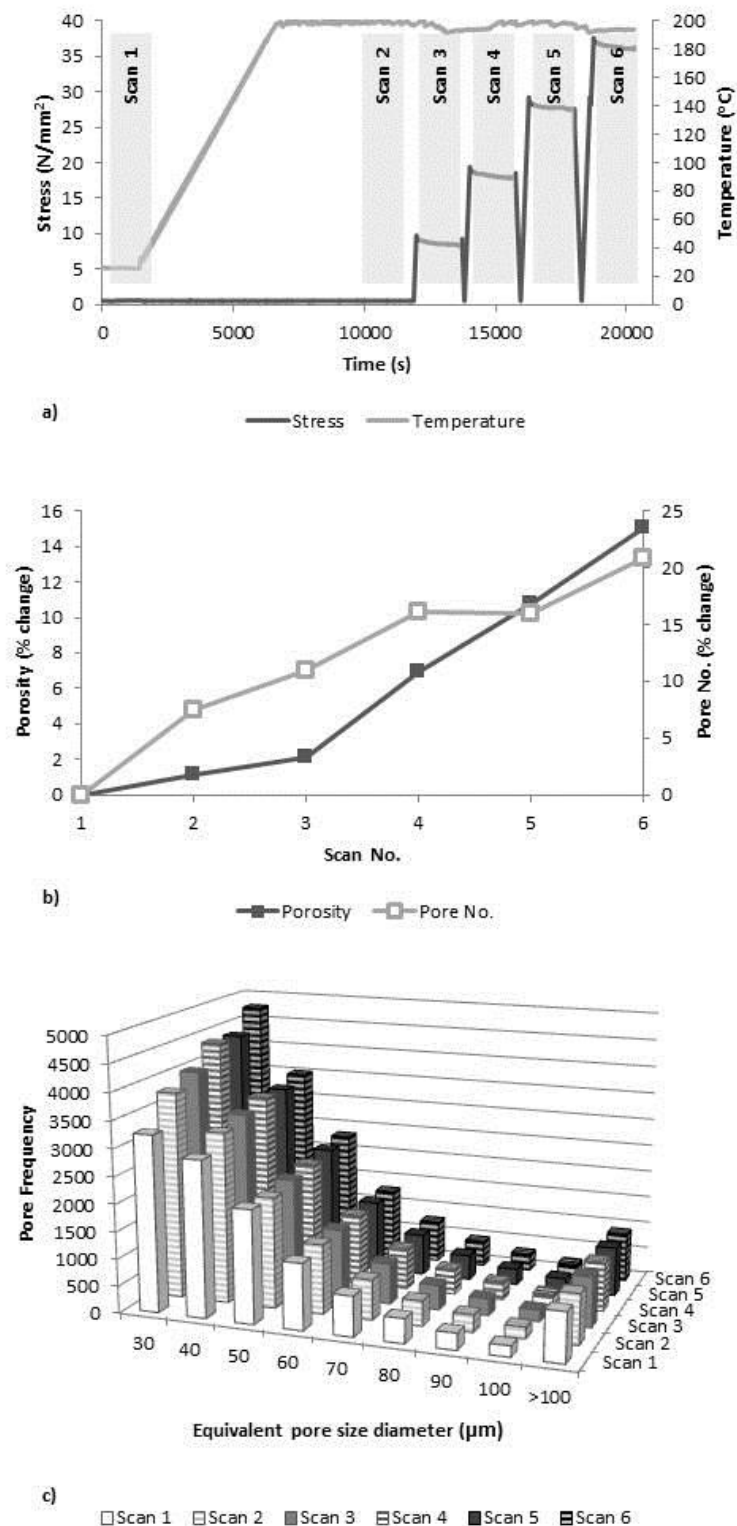 40
35
30
25
20
15
10
5
0
Stress (N/mm²)
Scan 1
Scan 2
Scan 3
Scan 4
Scan 5
Scan 6
200
180
160
140
120
100
80
60
40
20
0
Temperature (°C)
0 5000 10000 15000 20000
Time (s)
a)
Stress Temperature
16
14
12
10
8
6
4
2
0
Porosity (% change)
25
20
15
10
5
0
Pore No. (% change)
1 2 3 4 5 6
Scan No.
b)
Porosity Pore No.
5000
4500
4000
3500
3000
2500
2000
1500
1000
500
0
Pore Frequency
Scan 6
Scan 5
Scan 4
Scan 3
Scan 2
Scan 1
30 40 50 60 70 80 90 100 >100
Equivalent pore size diameter (µm)
c)
Scan 1 Scan 2 Scan 3 Scan 4 Scan 5 Scan 6